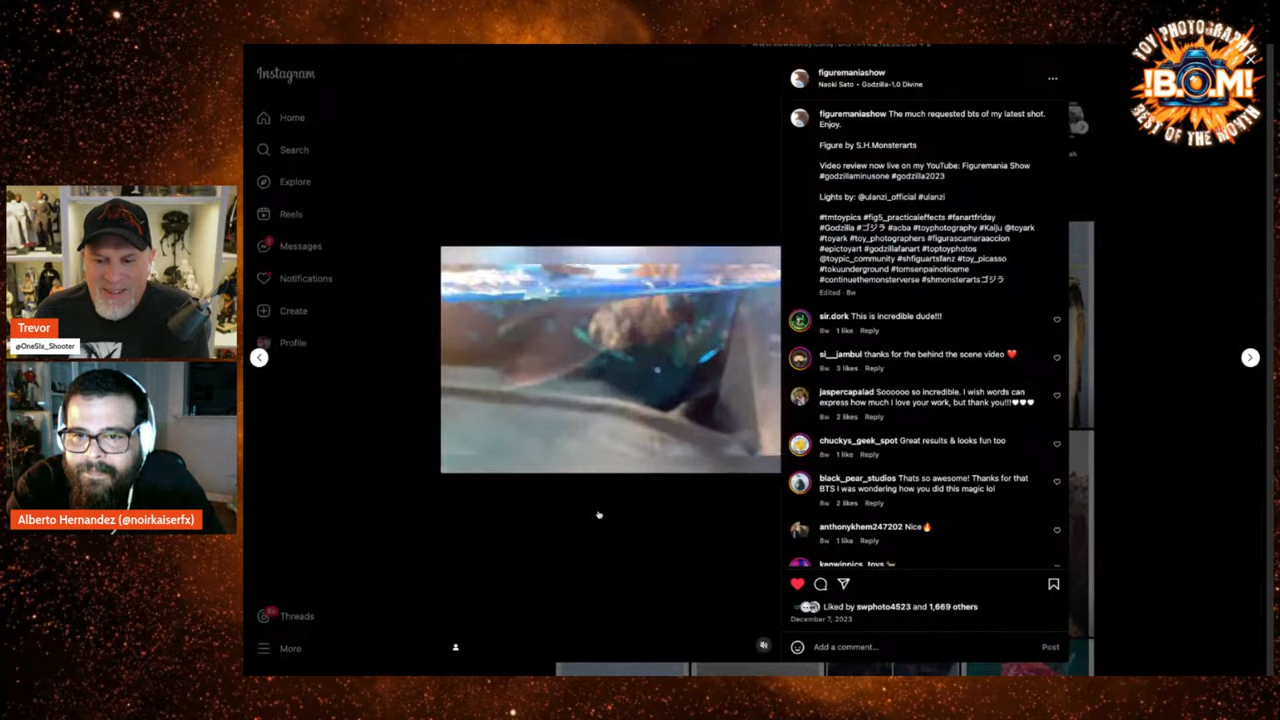 TOY PHOTOGRAPHY
!B.O.M!
BEST OF THE MONTH
Instagram
Home
Search
Explore
Reels
Messages
Notifications
Create
Profile
Threads
More
Trevor
@OneSIx_Shooter
Alberto Hernandez (@noirkaiserfx)
figuremaniashow
Naoki Sato • Godzilla-1.0 Divine
figuremaniashow The much requested bts of my latest shot.
Enjoy.
Figure by S.H.Monsterarts
Video review now live on my YouTube: Figuremania Show
#godzillaminusone #godzilla2023
Lights by: @ulanzi_official #ulanzi
#tmtoypics #fig5_practicaleffects #fanartfriday
#Godzilla #ゴジラ #acba #toyphotography #Kaiju @toyark
#toyark #toy_photographers #figurascamaraaccion
#epictoyart #godzillafanart #toptoyphotos
@toypic_community #shfiguartsfanz #toy_picasso
#tokuunderground #tomsenpainoticeme
#continuethemonsterverse #shmonsterartsゴジラ
Edited · 8w
sir.dork This is incredible dude!!!
8w 1 like Reply
si__jambul thanks for the behind the scene video ❤️
8w 3 likes Reply
jaspercapalad Soooooo so incredible. I wish words can
express how much I love your work, but thank you!!!♥♥♥
8w 2 likes Reply
chuckys_geek_spot Great results & looks fun too
8w 1 like Reply
black_pear_studios Thats so awesome! Thanks for that
BTS I was wondering how you did this magic lol
8w 2 likes Reply
anthonykhem247202 Nice🔥
8w 1 like Reply
kenwinpics_toys
Liked by swphoto4523 and 1,669 others
December 7, 2023
Add a comment...
Post